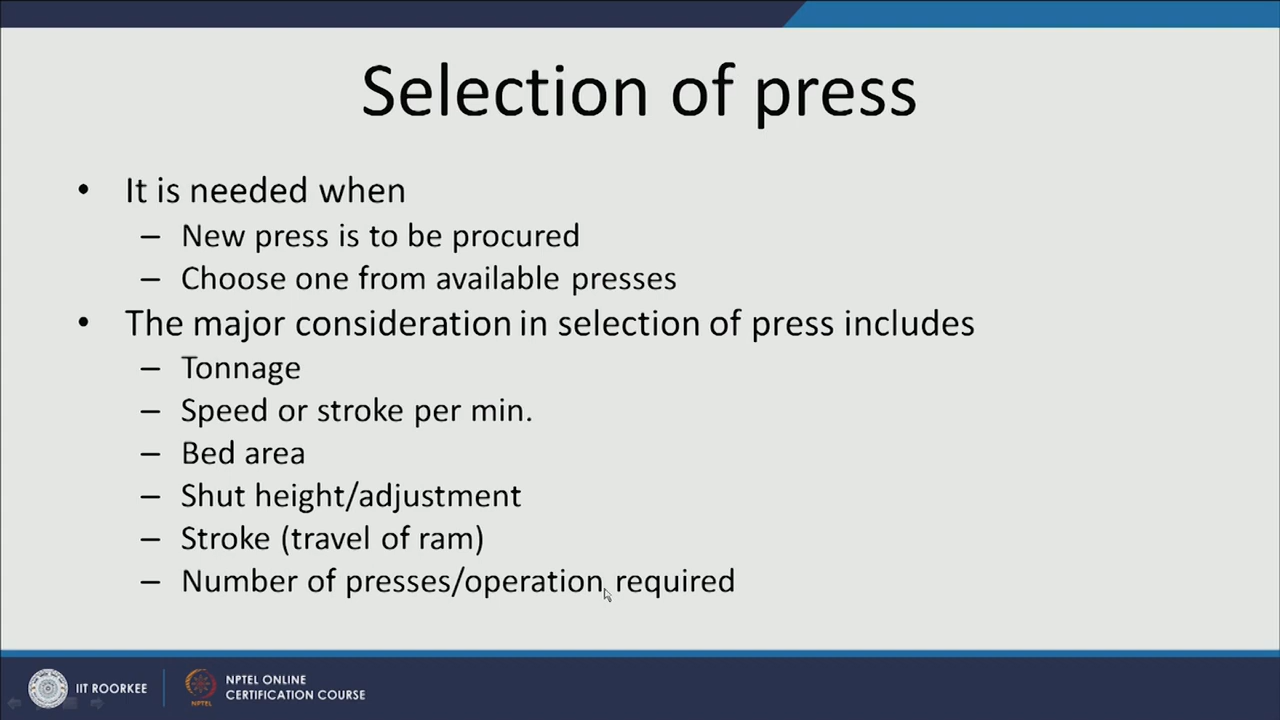 Selection of press
• It is needed when
– New press is to be procured
– Choose one from available presses
• The major consideration in selection of press includes
– Tonnage
– Speed or stroke per min.
– Bed area
– Shut height/adjustment
– Stroke (travel of ram)
– Number of presses/operation required
IIT ROORKEE
NPTEL ONLINE
CERTIFICATION COURSE
NPTEL